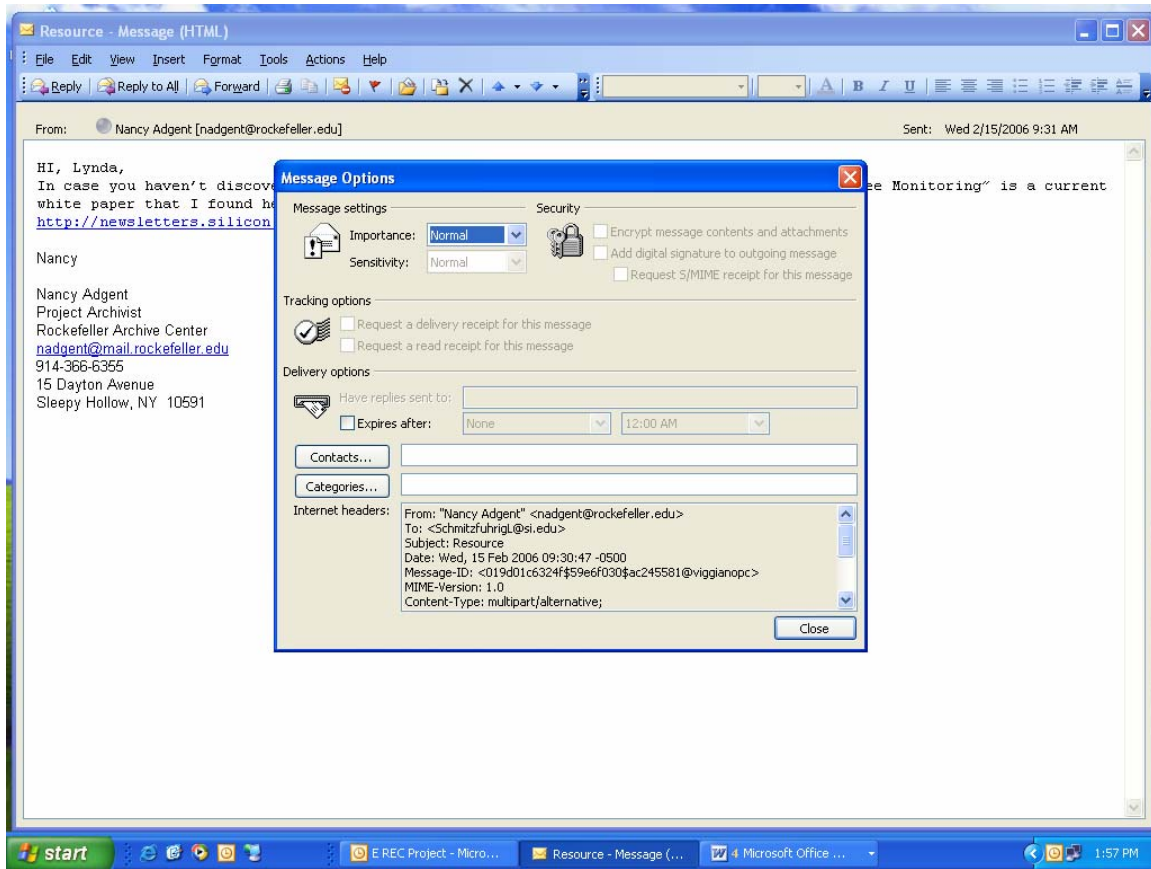 Resource - Message (HTML)
File Edit View Insert Format Tools Actions Help
Reply Reply to All Forward A B I U
From: Nancy Adgent [nadgent@rockefeller.edu] Sent: Wed 2/15/2006 9:31 AM
HI, Lynda,
In case you haven't discov ee Monitoring" is a current
white paper that I found h
http://newsletters.silicon
Nancy
Nancy Adgent
Project Archivist
Rockefeller Archive Center
nadgent@mail.rockefeller.edu
914-366-6355
15 Dayton Avenue
Sleepy Hollow, NY 10591
Message Options
Message settings Security
Importance: Normal Encrypt message contents and attachments
Sensitivity: Normal Add digital signature to outgoing message
Request S/MIME receipt for this message
Tracking options
Request a delivery receipt for this message
Request a read receipt for this message
Delivery options
Have replies sent to:
Expires after: None 12:00 AM
Contacts...
Categories...
Internet headers: From: "Nancy Adgent" <nadgent@rockefeller.edu>
To: <SchmitzfuhrigL@si.edu>
Subject: Resource
Date: Wed, 15 Feb 2006 09:30:47 -0500
Message-ID: <019d01c6324f$59e6f030$ac245581@viggianopc>
MIME-Version: 1.0
Content-Type: multipart/alternative;
Close
start E REC Project - Micro... Resource - Message (... 4 Microsoft Office ... 1:57 PM